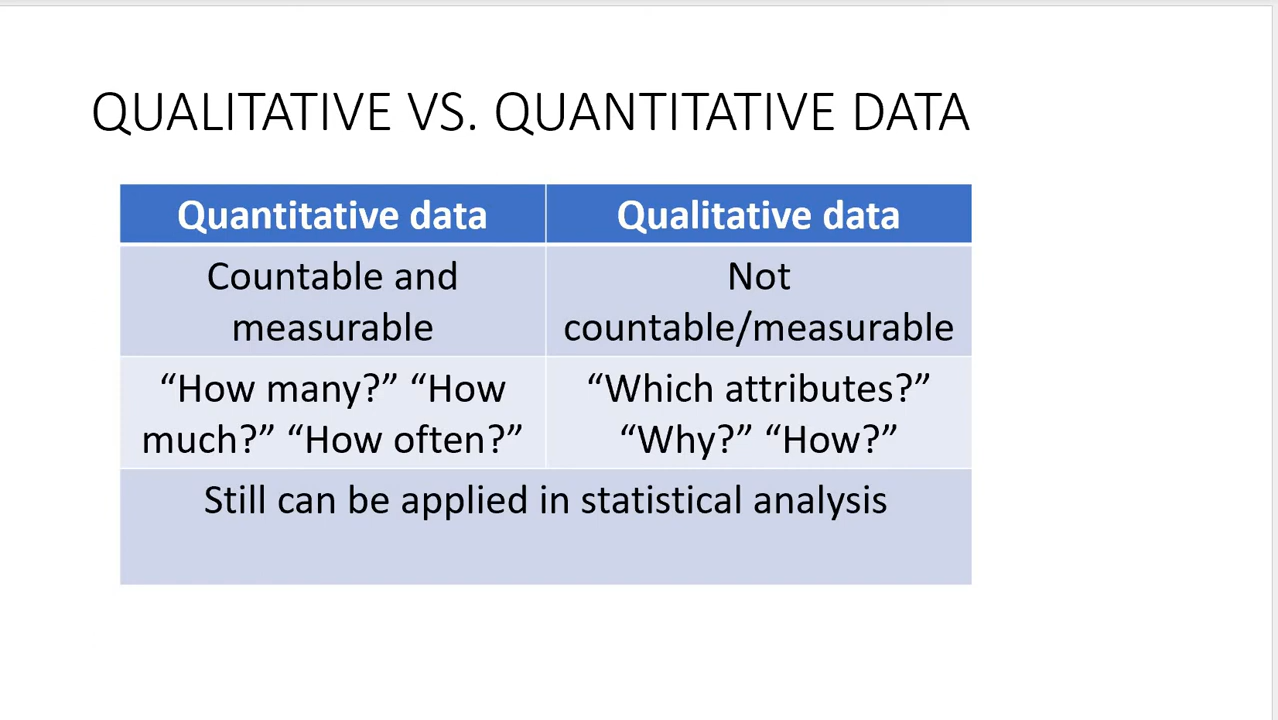 QUALITATIVE VS. QUANTITATIVE DATA
Quantitative data
Qualitative data
Countable and
measurable
Not
countable/measurable
“How many?” “How
much?” “How often?”
“Which attributes?”
“Why?” “How?”
Still can be applied in statistical analysis